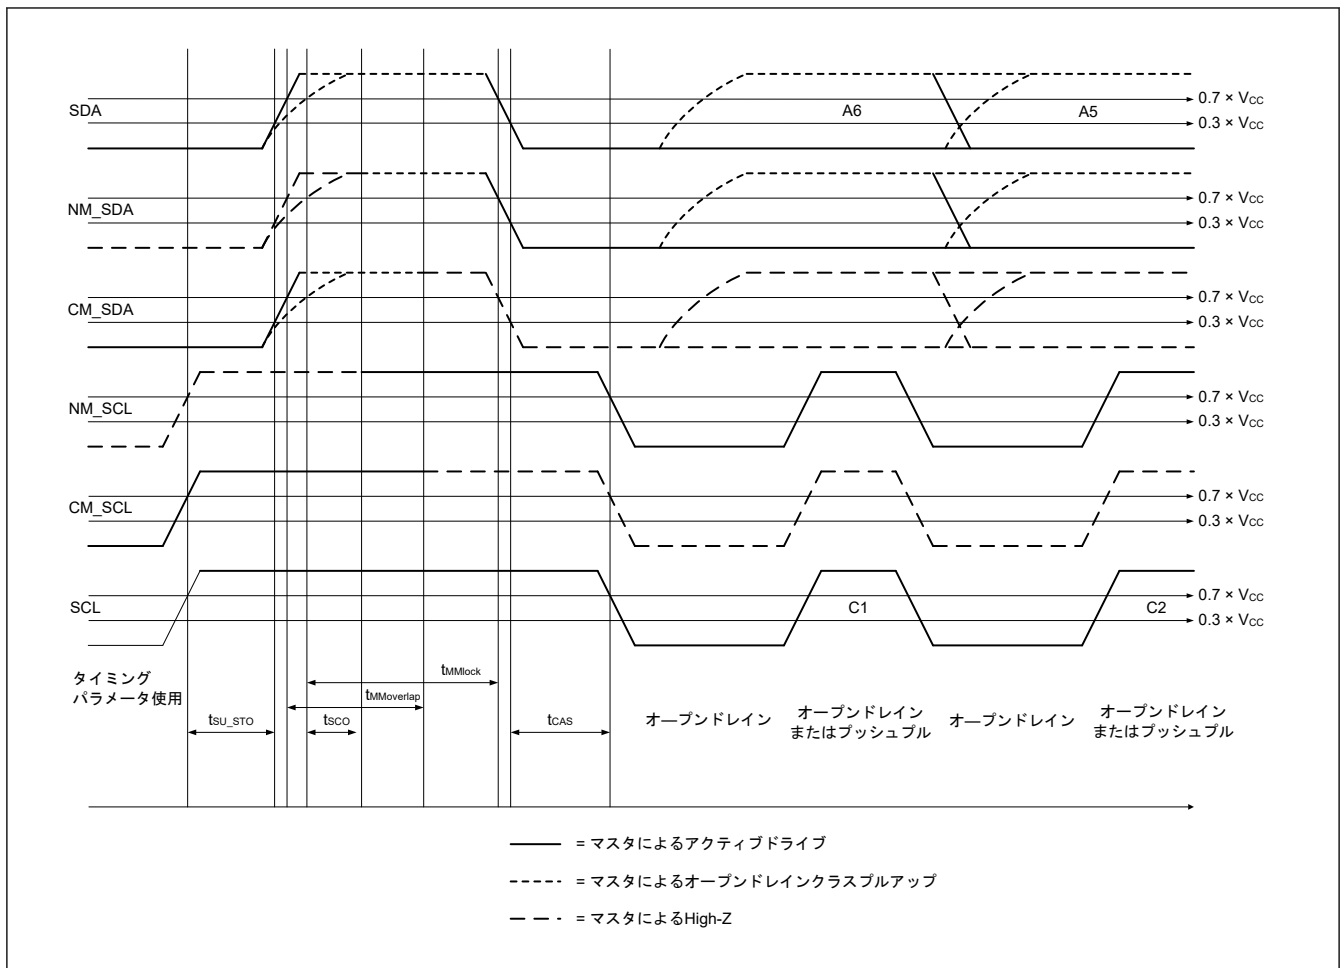 SDA
A6
A5
0.7 × VCC
0.3 × VCC
NM_SDA
0.7 × VCC
0.3 × VCC
CM_SDA
0.7 × VCC
0.3 × VCC
NM_SCL
0.7 × VCC
0.3 × VCC
CM_SCL
0.7 × VCC
0.3 × VCC
SCL
C1
C2
0.7 × VCC
0.3 × VCC
タイミング
パラメータ使用
tMMlock
tMMoverlap
tSU_STO
tSCO
tCAS
オープンドレイン
オープンドレイン
またはプッシュプル
オープンドレイン
オープンドレイン
またはプッシュプル
= マスタによるアクティブドライブ
= マスタによるオープンドレインクラスプルアップ
= マスタによるHigh-Z